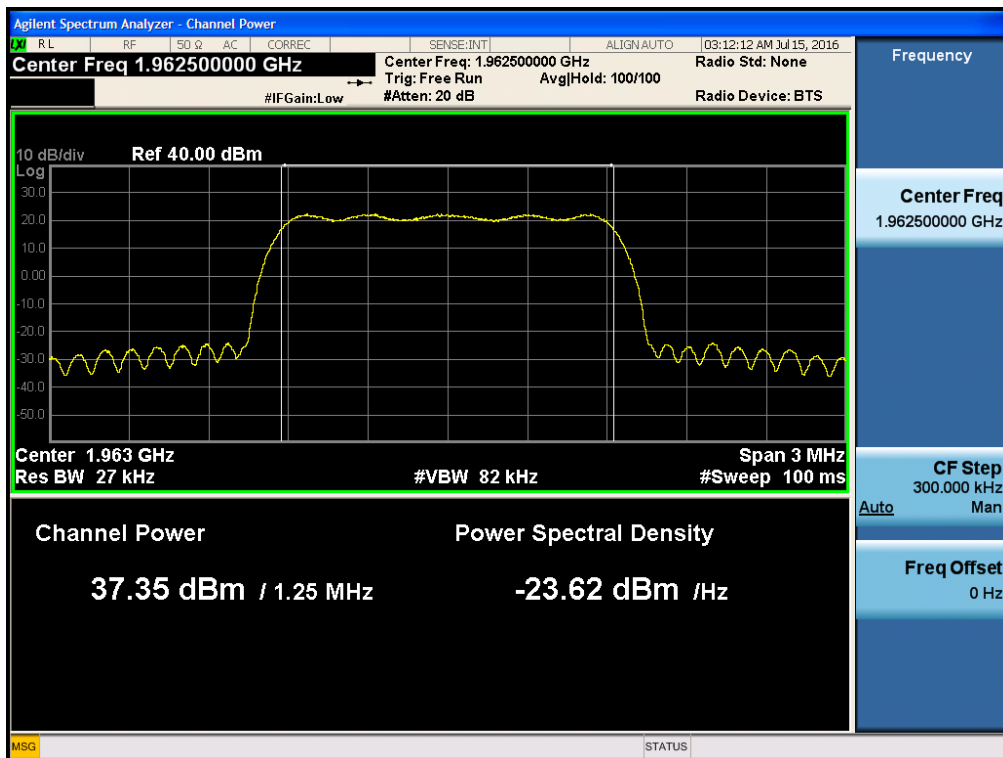 Agilent Spectrum Analyzer - Channel Power
LXI RL RF 50 Ω AC CORREC SENSE:INT ALIGN AUTO 03:12:12 AM Jul 15, 2016
Center Freq 1.962500000 GHz
Center Freq: 1.962500000 GHz
Radio Std: None
Trig: Free Run Avg|Hold: 100/100
#IFGain:Low
#Atten: 20 dB
Radio Device: BTS
10 dB/div Ref 40.00 dBm
Log
30.0
20.0
10.0
0.00
-10.0
-20.0
-30.0
-40.0
-50.0
Center 1.963 GHz
Span 3 MHz
Res BW 27 kHz
#VBW 82 kHz
#Sweep 100 ms
Channel Power
Power Spectral Density
37.35 dBm / 1.25 MHz
-23.62 dBm /Hz
Frequency
Center Freq
1.962500000 GHz
CF Step
300.000 kHz
Auto Man
Freq Offset
0 Hz
MSG
STATUS